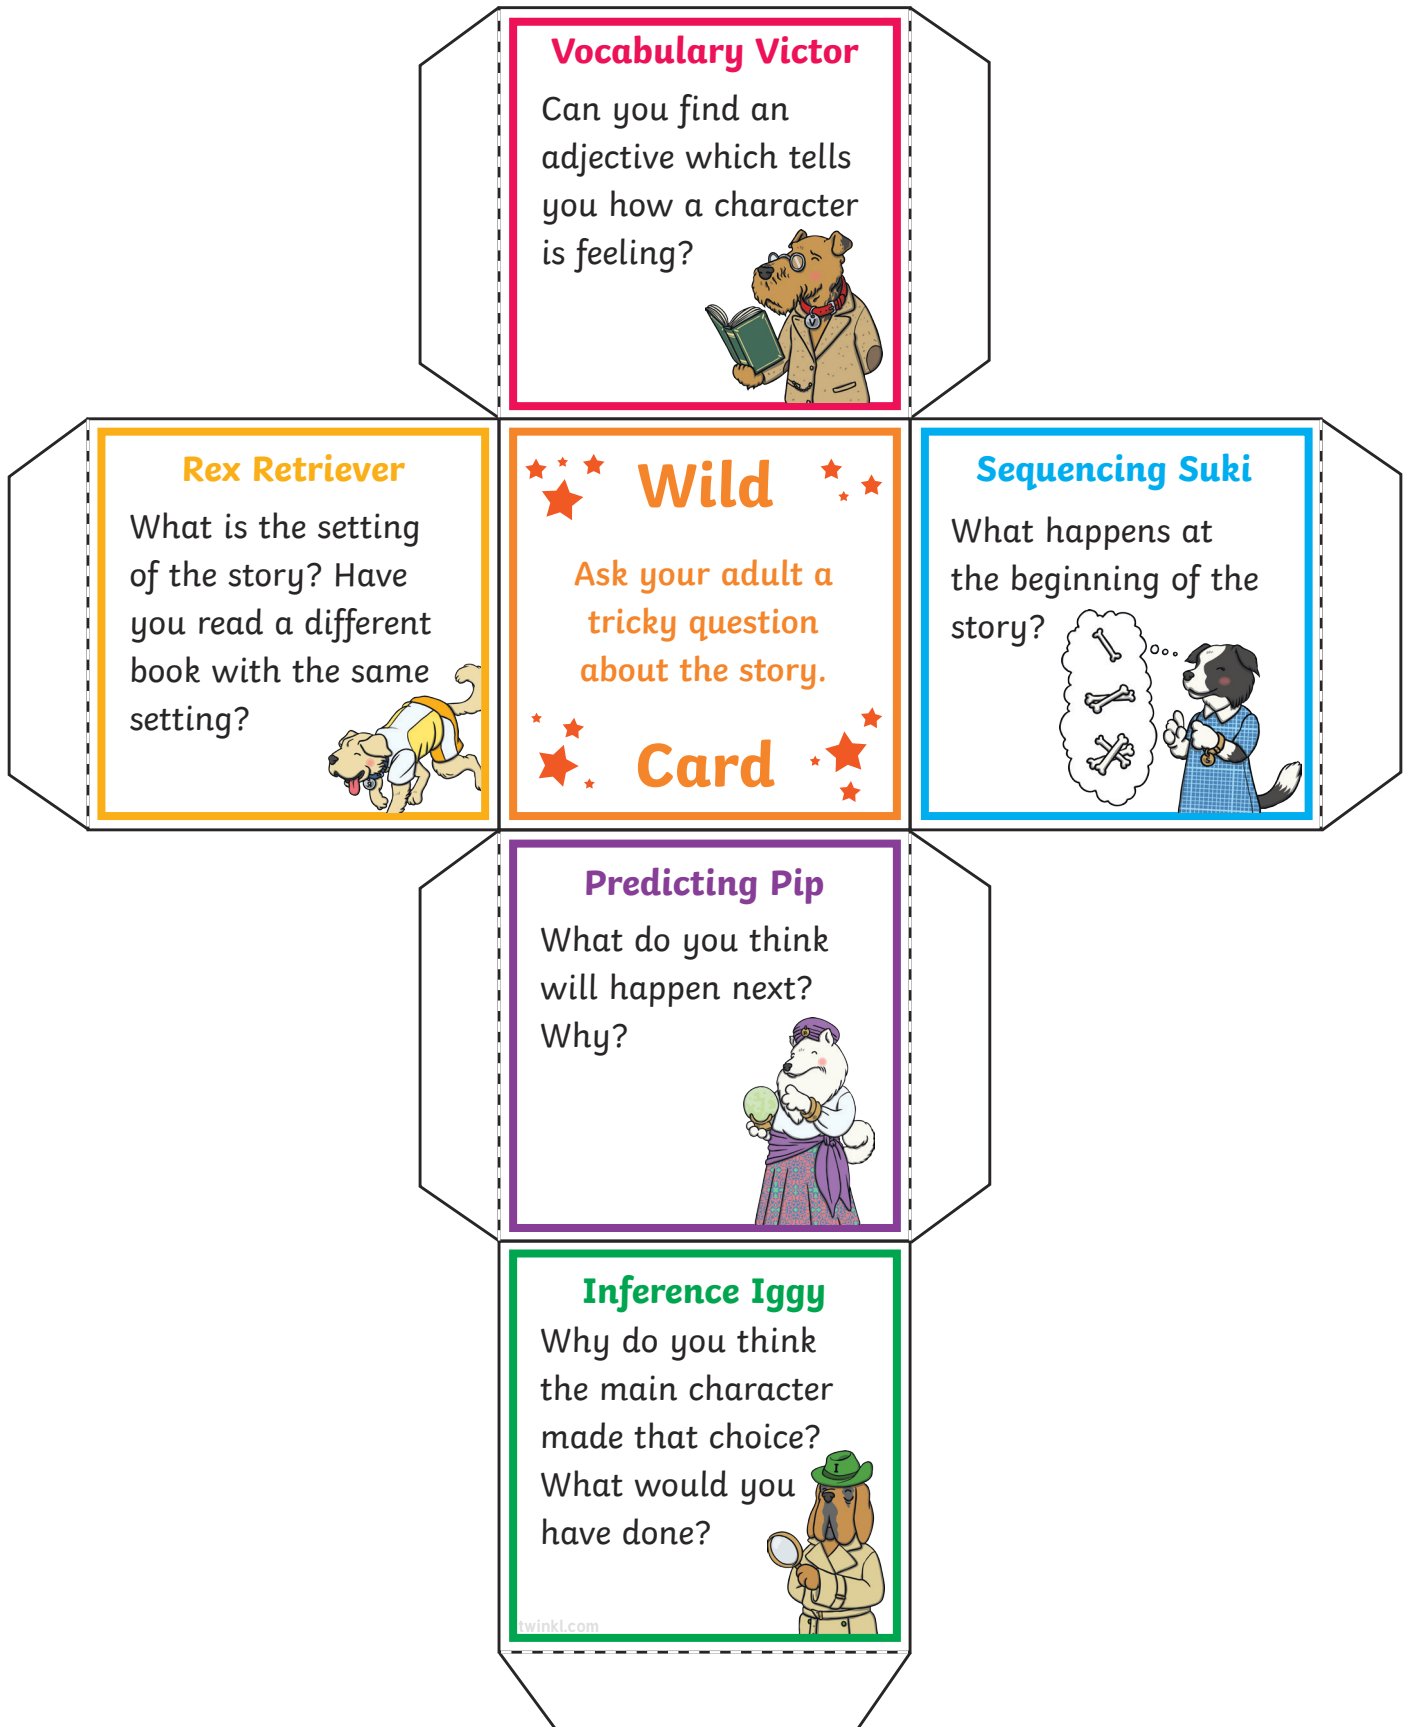 Vocabulary Victor
Can you find an
adjective which tells
you how a character
is feeling?
V
Rex Retriever
What is the setting
of the story? Have
you read a different
book with the same
setting?
Wild
Ask your adult a
tricky question
about the story.
Card
Sequencing Suki
What happens at
the beginning of the
story?
Predicting Pip
What do you think
will happen next?
Why?
Inference Iggy
Why do you think
the main character
made that choice?
What would you
have done?
I
twinkl.com